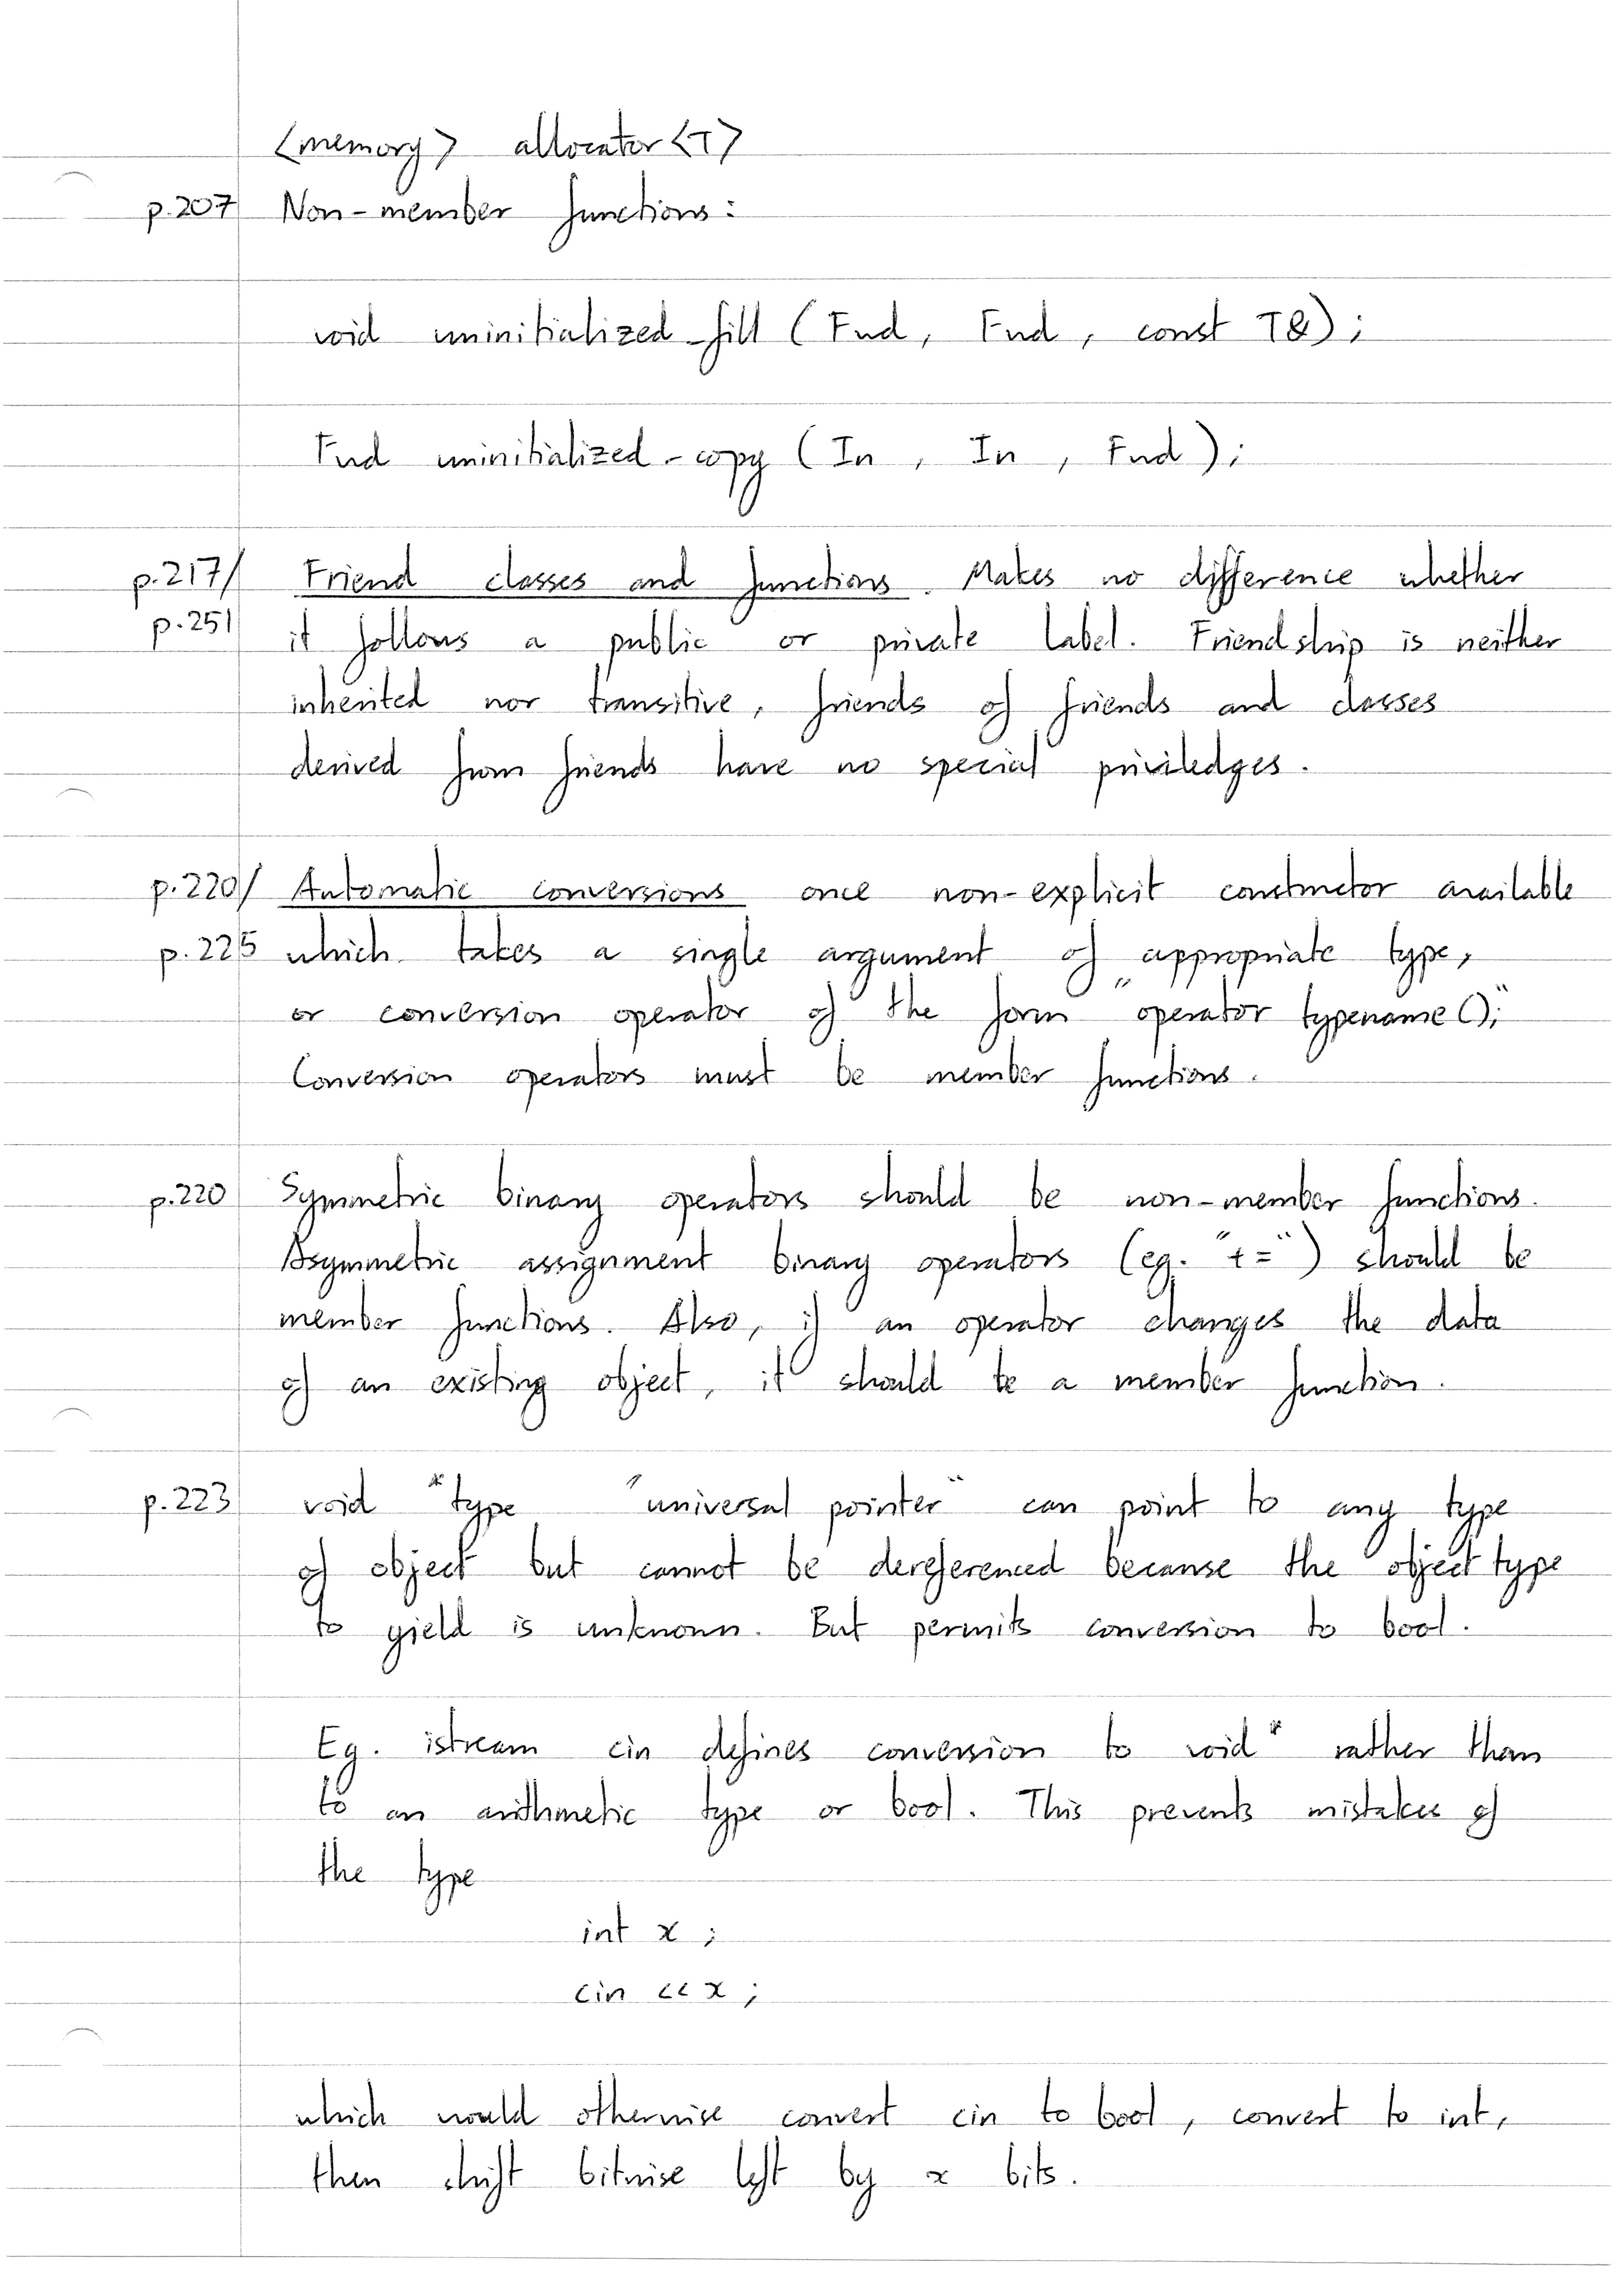 <memory> allocator<T>
p.207 Non-member functions:
void uninitialized_fill (Fwd, Fwd, const T&);
Fwd uninitialized-copy (In, In, Fwd);
p.217/ Friend classes and functions. Makes no difference whether
p.251 it follows a public or private label. Friendship is neither
inherited nor transitive, friends of friends and classes
derived from friends have no special priviledges.
p.220/ Automatic conversions once non-explicit constructor available
p.225 which takes a single argument of appropriate type,
or conversion operator of the form "operator typename();"
Conversion operators must be member functions.
p.220 Symmetric binary operators should be non-member functions.
Asymmetric assignment binary operators (eg. "+=") should be
member functions. Also, if an operator changes the data
of an existing object, it should be a member function.
p.223 void * type "universal pointer" can point to any type
of object but cannot be dereferenced because the object type
to yield is unknown. But permits conversion to bool.
Eg. istream cin defines conversion to void* rather than
to an arithmetic type or bool. This prevents mistakes of
the type
int x;
cin << x;
which would otherwise convert cin to bool, convert to int,
then shift bitwise left by x bits.